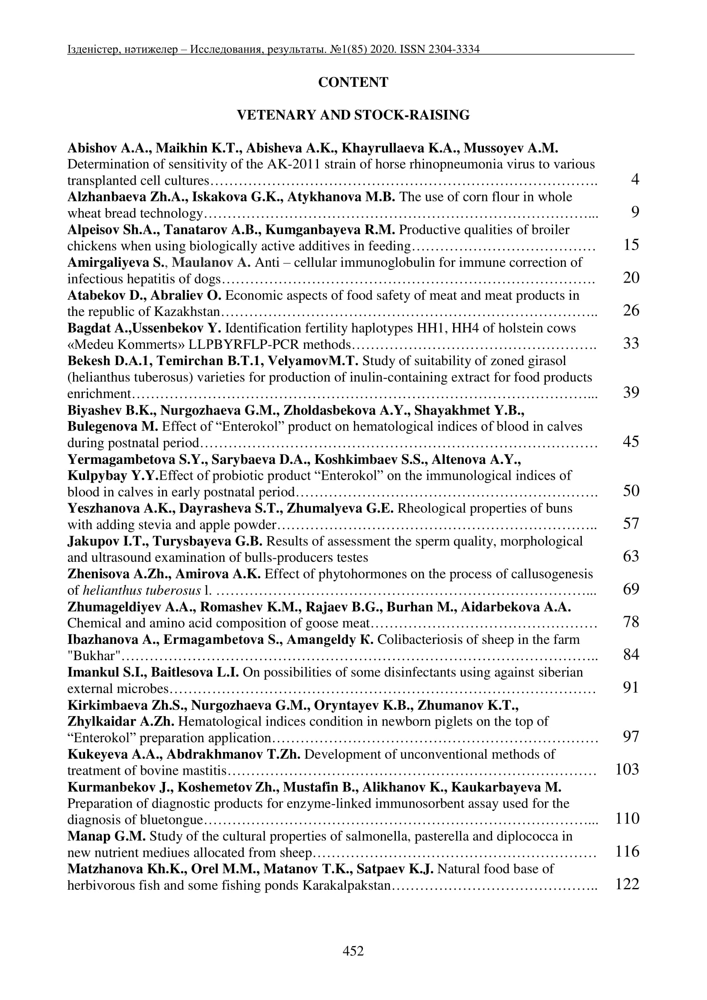 Ізденістер, нәтижелер – Исследования, результаты. №1(85) 2020. ISSN 2304-3334
CONTENT
VETENARY AND STOCK-RAISING
Abishov A.A., Maikhin K.T., Abisheva A.K., Khayrullaeva K.A., Mussoyev A.M.
Determination of sensitivity of the AK-2011 strain of horse rhinopneumonia virus to various
transplanted cell cultures……………………………………………………………………. 4
Alzhanbaeva Zh.A., Iskakova G.K., Atykhanova M.B. The use of corn flour in whole
wheat bread technology……………………………………………………………………... 9
Alpeisov Sh.A., Tanatarov A.B., Kumganbayeva R.M. Productive qualities of broiler
chickens when using biologically active additives in feeding………………………………… 15
Amirgaliyeva S., Maulanov A. Anti – cellular immunoglobulin for immune correction of
infectious hepatitis of dogs…………………………………………………………………. 20
Atabekov D., Abraliev O. Economic aspects of food safety of meat and meat products in
the republic of Kazakhstan………………………………………………………………….. 26
Bagdat A.,Ussenbekov Y. Identification fertility haplotypes HH1, HH4 of holstein cows
«Medeu Kommerts» LLPBYRFLP-PCR methods……………………………………………. 33
Bekesh D.A.1, Temirchan B.T.1, VelyamovM.T. Study of suitability of zoned girasol
(helianthus tuberosus) varieties for production of inulin-containing extract for food products
enrichment…………………………………………………………………………………... 39
Biyashev B.K., Nurgozhaeva G.M., Zholdasbekova A.Y., Shayakhmet Y.B.,
Bulegenova M. Effect of “Enterokol” product on hematological indices of blood in calves
during postnatal period……………………………………………………………………… 45
Yermagambetova S.Y., Sarybaeva D.A., Koshkimbaev S.S., Altenova A.Y.,
Kulpybay Y.Y.Effect of probiotic product “Enterokol” on the immunological indices of
blood in calves in early postnatal period……………………………………………………. 50
Yeszhanova A.K., Dayrasheva S.T., Zhumalyeva G.E. Rheological properties of buns
with adding stevia and apple powder……………………………………………………….. 57
Jakupov I.T., Turysbayeva G.B. Results of assessment the sperm quality, morphological
and ultrasound examination of bulls-producers testes 63
Zhenisova A.Zh., Amirova A.K. Effect of phytohormones on the process of callusogenesis
of helianthus tuberosus l. …………………………………………………………………... 69
Zhumageldiyev A.A., Romashev K.M., Rajaev B.G., Burhan M., Aidarbekova A.A.
Chemical and amino acid composition of goose meat………………………………………… 78
Ibazhanova A., Ermagambetova S., Amangeldy К. Colibacteriosis of sheep in the farm
"Bukhar"…………………………………………………………………………………….. 84
Imankul S.I., Baitlesova L.I. On possibilities of some disinfectants using against siberian
external microbes…………………………………………………………………………… 91
Kirkimbaeva Zh.S., Nurgozhaeva G.M., Oryntayev K.B., Zhumanov K.T.,
Zhylkaidar A.Zh. Hematological indices condition in newborn piglets on the top of
“Enterokol” preparation application………………………………………………………… 97
Kukeyeva A.A., Abdrakhmanov T.Zh. Development of unconventional methods of
treatment of bovine mastitis………………………………………………………………… 103
Kurmanbekov J., Koshemetov Zh., Mustafin B., Alikhanov K., Kaukarbayeva M.
Preparation of diagnostic products for enzyme-linked immunosorbent assay used for the
diagnosis of bluetongue……………………………………………………………………... 110
Manap G.M. Study of the cultural properties of salmonella, pasterella and diplococca in
new nutrient mediues allocated from sheep………………………………………………… 116
Matzhanova Kh.K., Orel M.M., Matanov T.K., Satpaev K.J. Natural food base of
herbivorous fish and some fishing ponds Karakalpakstan…………………………………….. 122
452